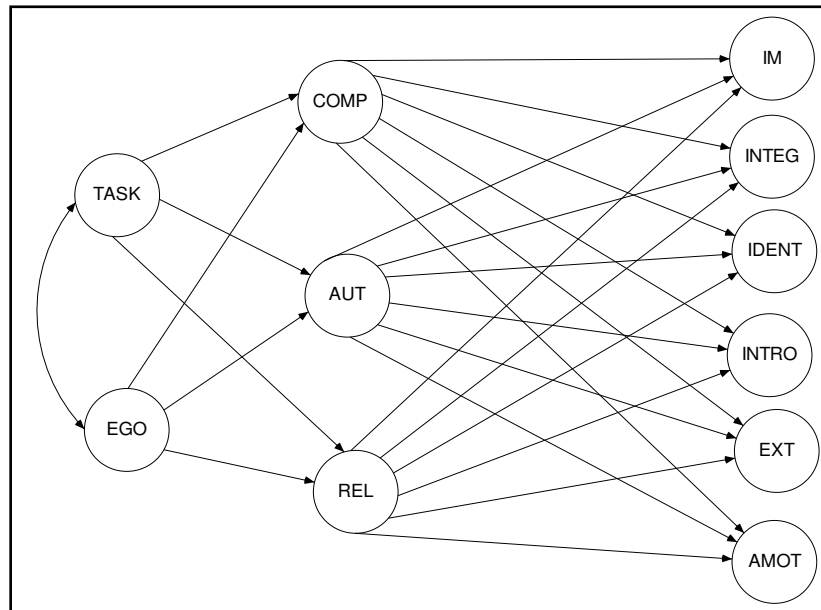 IM
COMP
INTEG
TASK
IDENT
AUT
INTRO
EGO
EXT
REL
AMOT